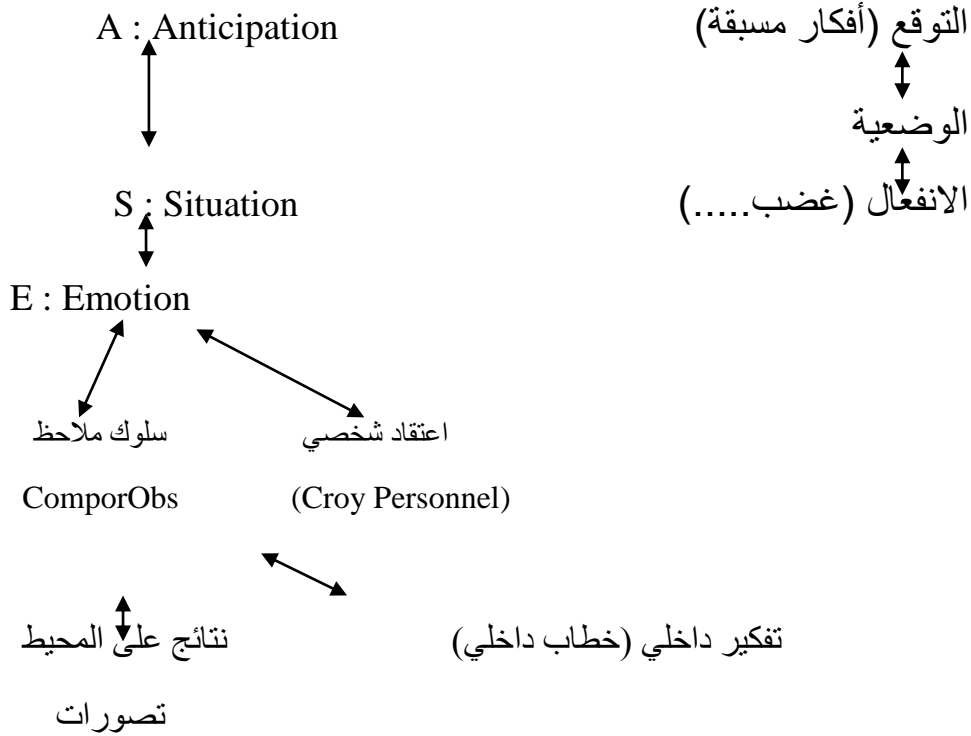 A : Anticipation
التوقع (أفكار مسبقة)
الوضعية
S : Situation
الانفعال (غضب.....)
E : Emotion
سلوك ملاحظ
اعتقاد شخصي
ComporObs
(Croy Personnel)
نتائج على المحيط
تفكير داخلي (خطاب داخلي)
تصورات